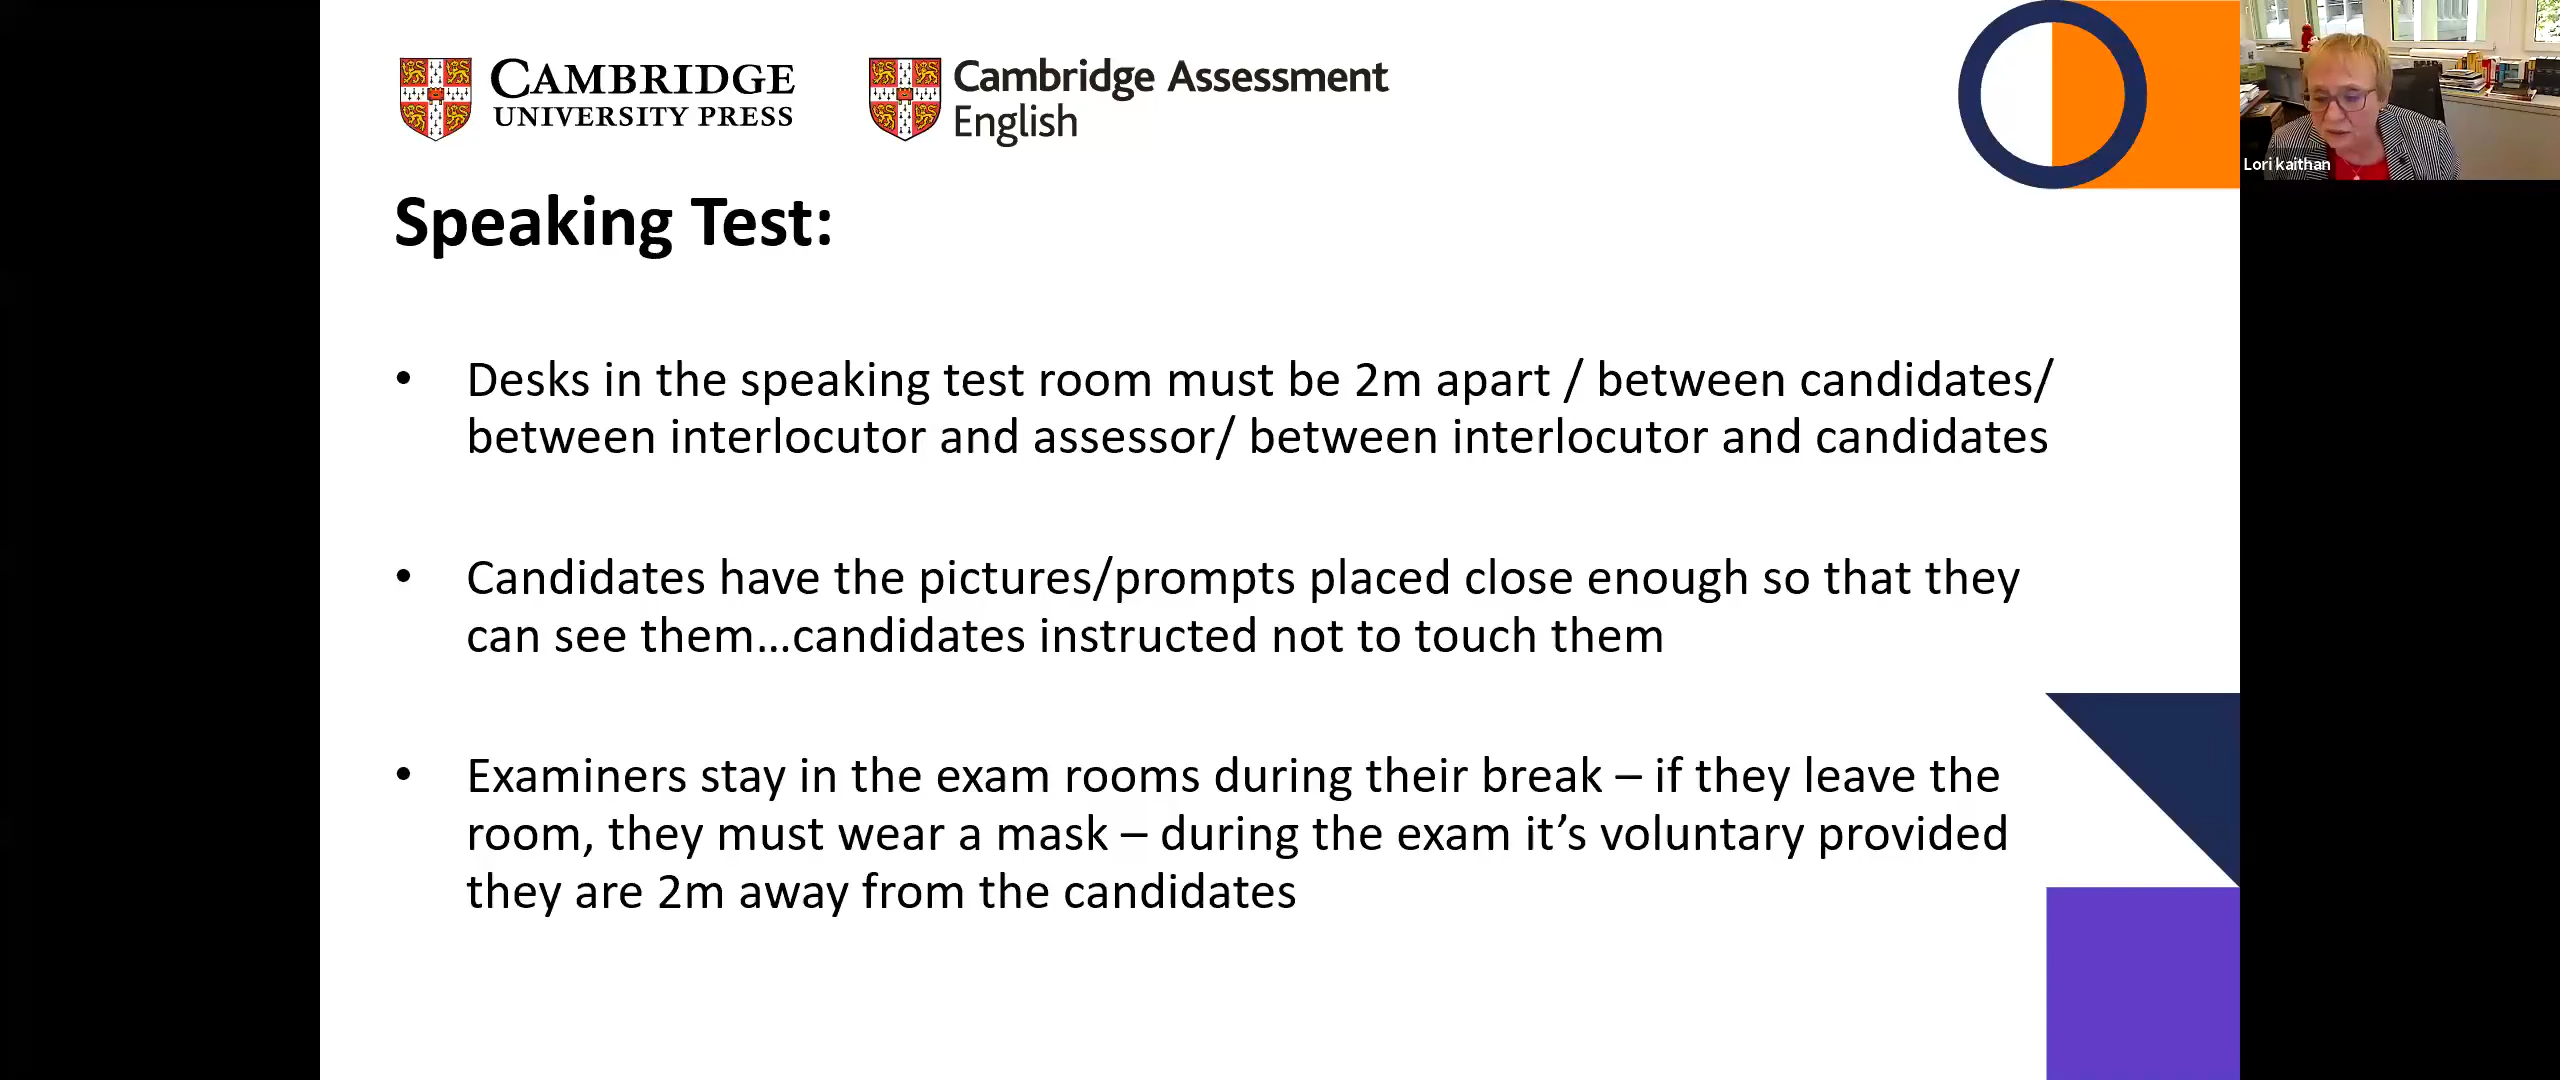 CAMBRIDGE
UNIVERSITY PRESS
Cambridge Assessment
English
Lori kaithan
Speaking Test:
• Desks in the speaking test room must be 2m apart / between candidates/
between interlocutor and assessor/ between interlocutor and candidates
• Candidates have the pictures/prompts placed close enough so that they
can see them...candidates instructed not to touch them
• Examiners stay in the exam rooms during their break – if they leave the
room, they must wear a mask – during the exam it’s voluntary provided
they are 2m away from the candidates